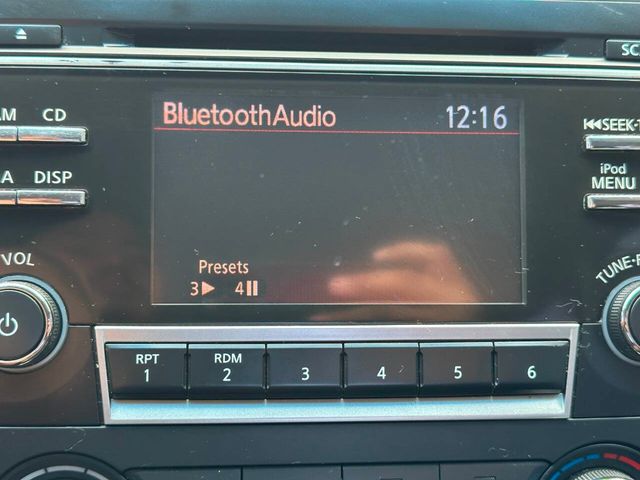 SC
BluetoothAudio 12:16
CD
SEEK-T
A DISP
iPod
MENU
VOL
TUNE-F
Presets
3 4
RPT RDM
1 2 3 4 5 6